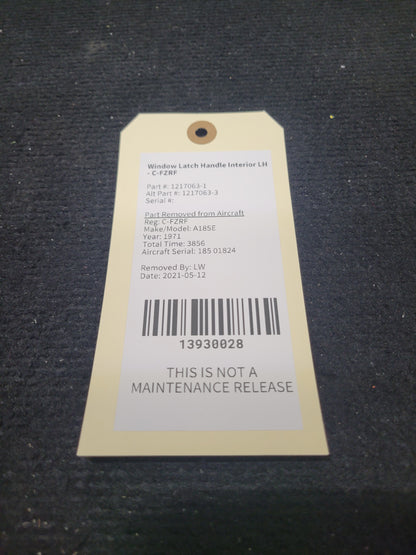 Window Latch Handle Interior LH
- C-FZRF
Part #: 1217063-1
Alt Part #: 1217063-3
Serial #:
Part Removed from Aircraft
Reg: C-FZRF
Make/Model: A185E
Year: 1971
Total Time: 3856
Aircraft Serial: 185 01824
Removed By: LW
Date: 2021-05-12
13930028
THIS IS NOT A
MAINTENANCE RELEASE